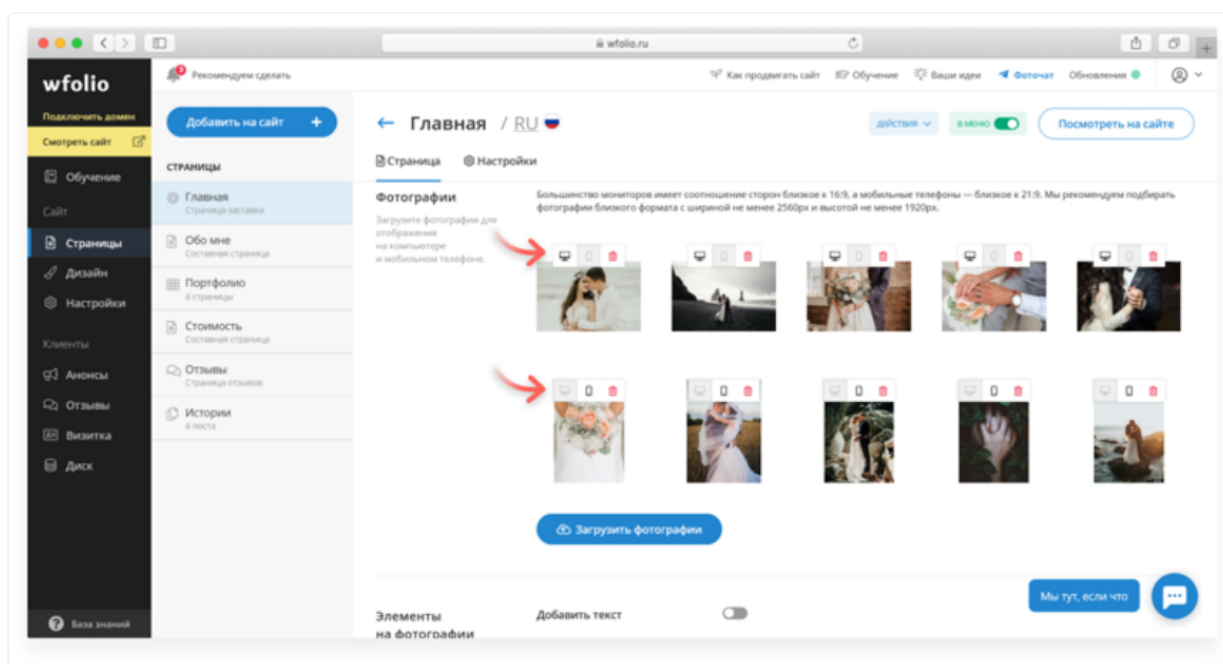 wfolio.ru
wfolio
Подключить домен
Смотреть сайт
Обучение
Сайт
Страницы
Дизайн
Настройки
Клиенты
Анонсы
Отзывы
Визитка
Диск
База знаний
3
Рекомендуем сделать
Как продвигать сайт
Обучение
Ваши идеи
Фоточат
Обновления
Добавить на сайт +
СТРАНИЦЫ
Главная
Страница-заставка
Обо мне
Составная страница
Портфолио
4 страницы
Стоимость
Составная страница
Отзывы
Страница отзывов
Истории
4 поста
← Главная / RU
ДЕЙСТВИЯ
В МЕНЮ
Посмотреть на сайте
Страница
Настройки
Фотографии
Загрузите фотографии для
отображения
на компьютере
и мобильном телефоне.
Большинство мониторов имеет соотношение сторон близкое к 16:9, а мобильные телефоны — близкое к 21:9. Мы рекомендуем подбирать
фотографии близкого формата с шириной не менее 2560px и высотой не менее 1920px.
Загрузить фотографии
Элементы
на фотографии
Добавить текст
Мы тут, если что